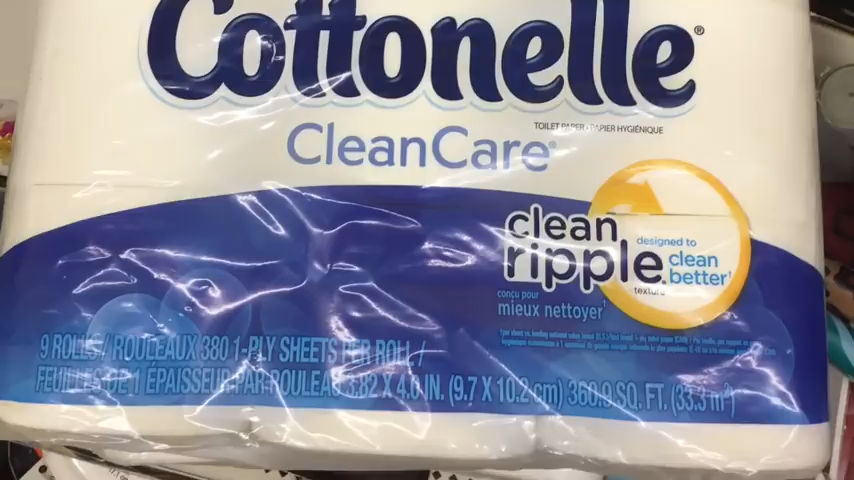 Cottonelle®
TOILET PAPER - PAPIER HYGIÉNIQUE
CleanCare®
clean
ripple.
texture
designed to
clean
better†
conçu pour
mieux nettoyer†
9 ROLLS / ROULEAUX 380 1-PLY SHEETS PER ROLL /
FEUILLES DE 1 ÉPAISSEUR PAR ROULEAU 3.82 X 4.0 IN. (9.7 X 10.2 cm) 360.9 SQ. FT. (33.5 m²)